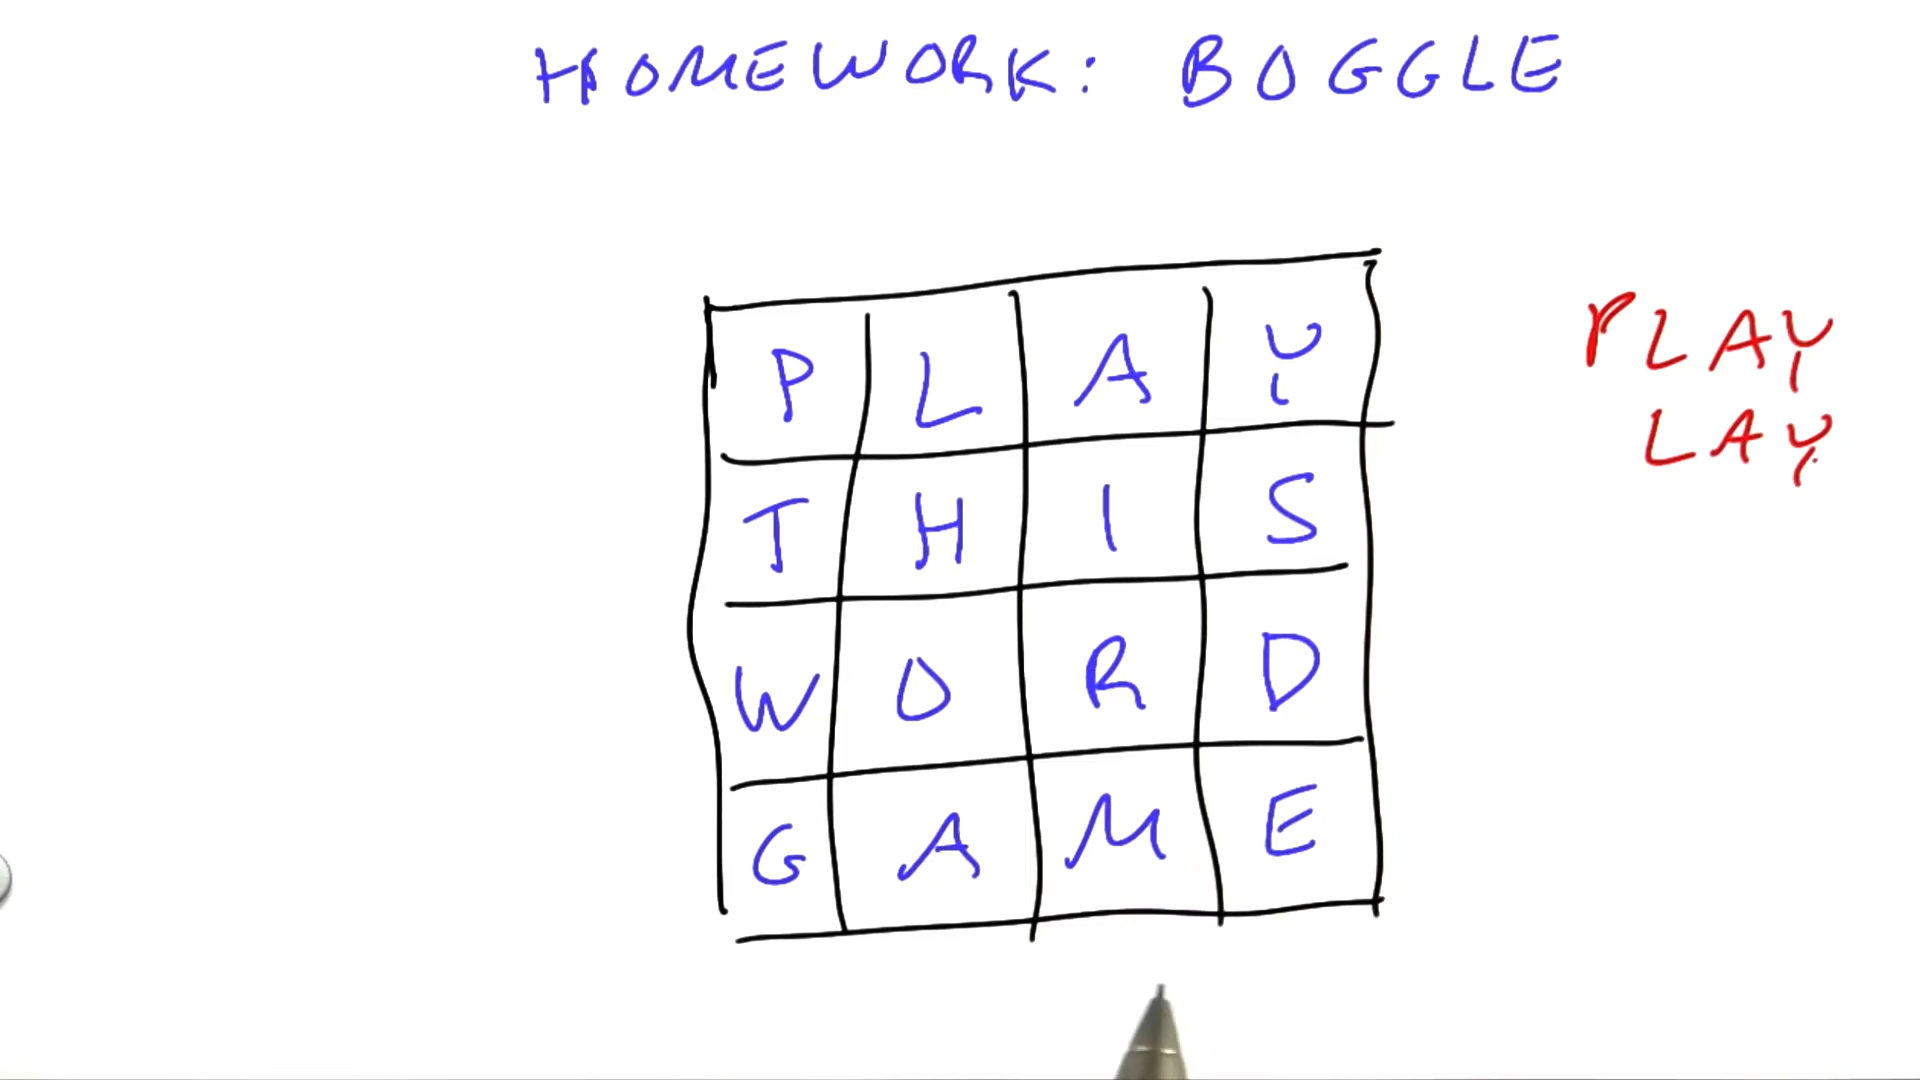 HOMEWORK: BOGGLE
P L A Y
T H I S
W O R D
G A M E
PLAY
LAY